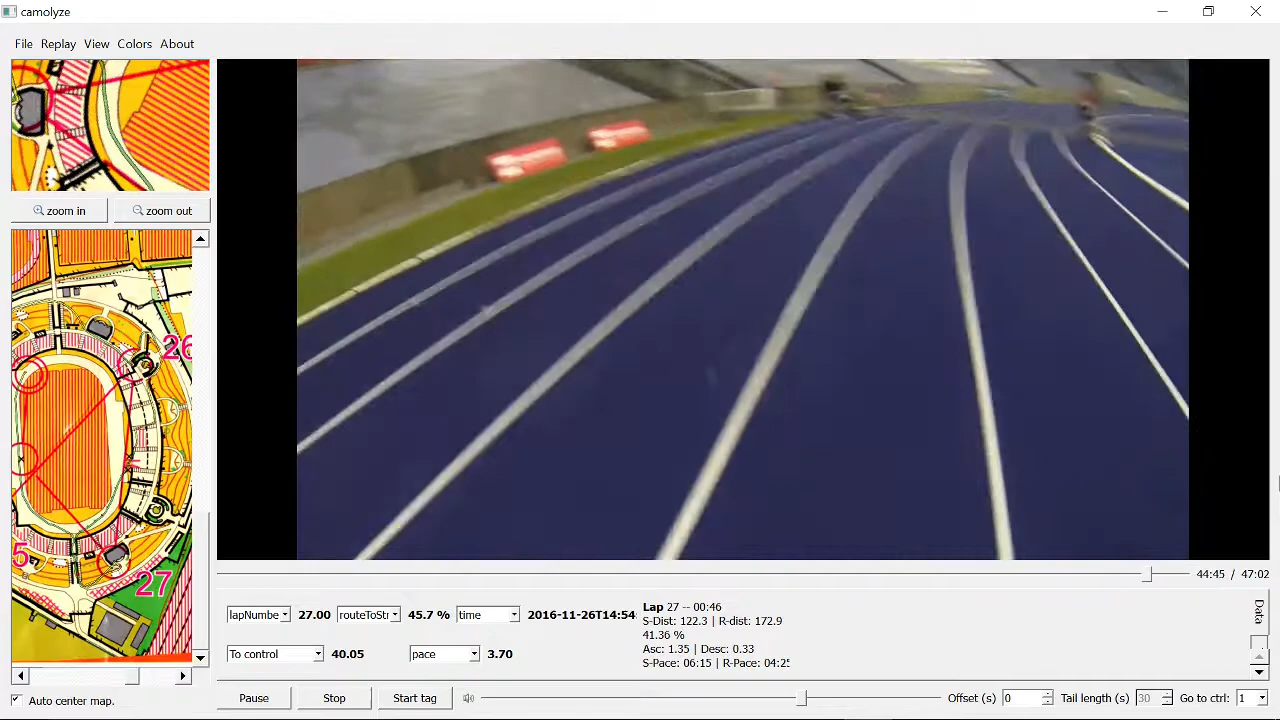 camolyze
File Replay View Colors About
zoom in zoom out
26
5
27
44:45 / 47:02
lapNumbe 27.00 routeToStr 45.7 % time 2016-11-26T14:54
Lap 27 -- 00:46
S-Dist: 122.3 | R-dist: 172.9
41.36 %
Asc: 1.35 | Desc: 0.33
S-Pace: 06:15 | R-Pace: 04:25
To control 40.05 pace 3.70
Data
Auto center map.
Pause Stop Start tag Offset (s) 0 Tail length (s) 30 Go to ctrl: 1